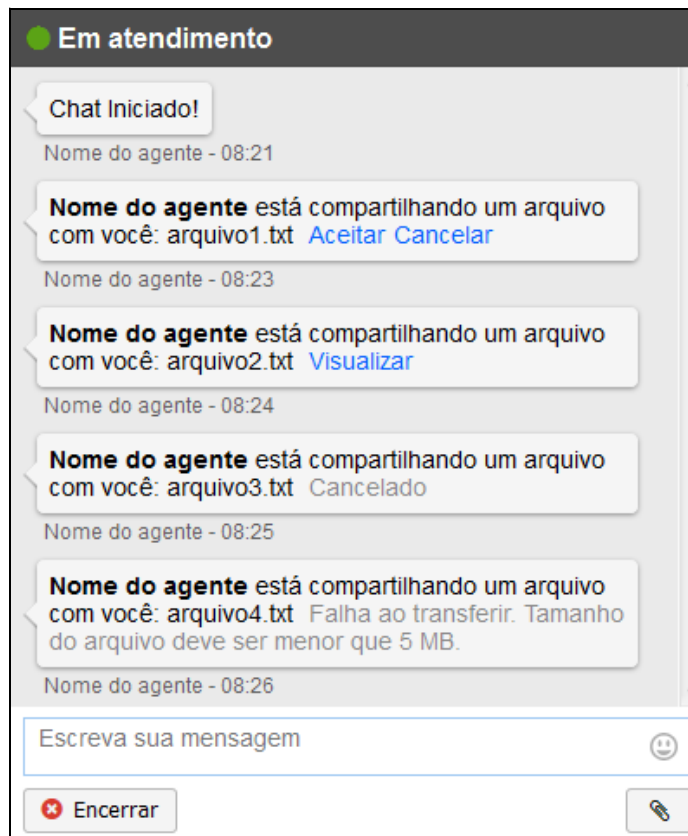 Em atendimento
Chat Iniciado!
Nome do agente - 08:21
Nome do agente está compartilhando um arquivo
com você: arquivo1.txt Aceitar Cancelar
Nome do agente - 08:23
Nome do agente está compartilhando um arquivo
com você: arquivo2.txt Visualizar
Nome do agente - 08:24
Nome do agente está compartilhando um arquivo
com você: arquivo3.txt Cancelado
Nome do agente - 08:25
Nome do agente está compartilhando um arquivo
com você: arquivo4.txt Falha ao transferir. Tamanho
do arquivo deve ser menor que 5 MB.
Nome do agente - 08:26
Escreva sua mensagem
Encerrar